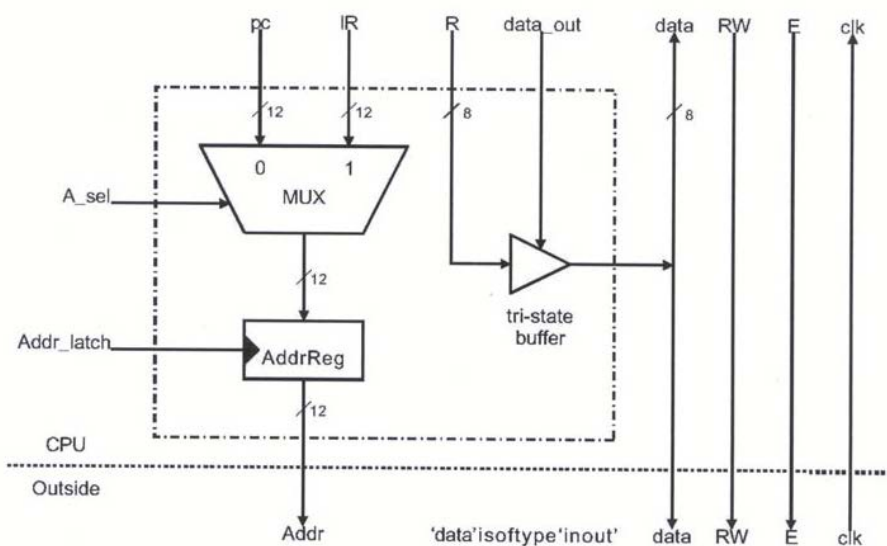 pc IR R data_out data RW E clk
12 12 8 8
0 1
MUX
A_sel
12
tri-state
buffer
Addr_latch
AddrReg
12
CPU
Outside
Addr 'data'isoftype'inout' data RW E clk